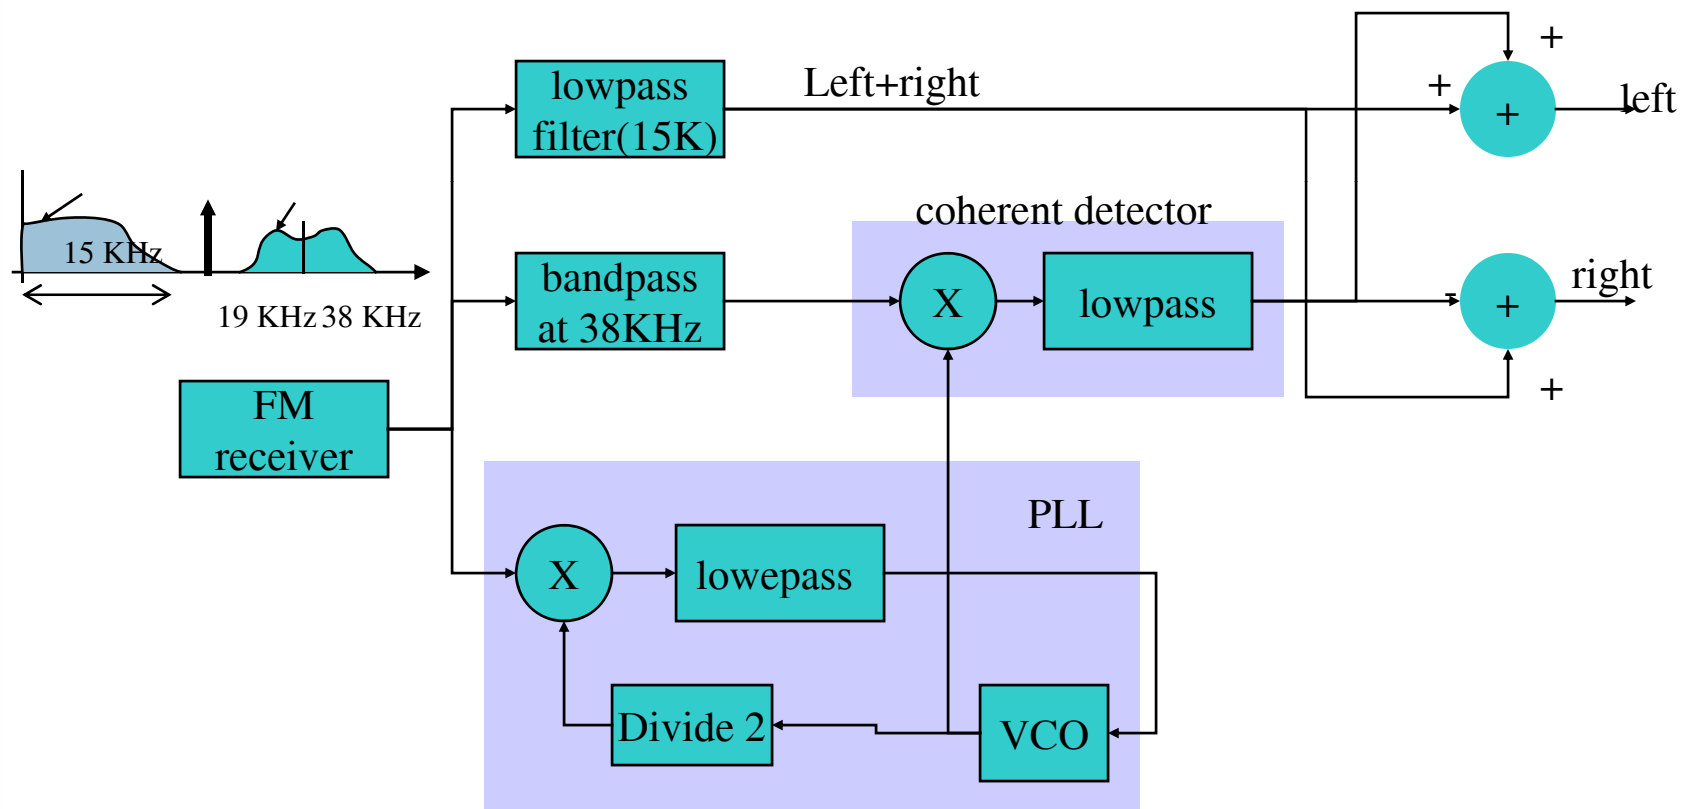 lowpass
filter(15K)
Left+right
+
+
+
left
15 KHz
19 KHz 38 KHz
coherent detector
bandpass
at 38KHz
X
lowpass
-
+
right
+
FM
receiver
PLL
X
lowepass
Divide 2
VCO